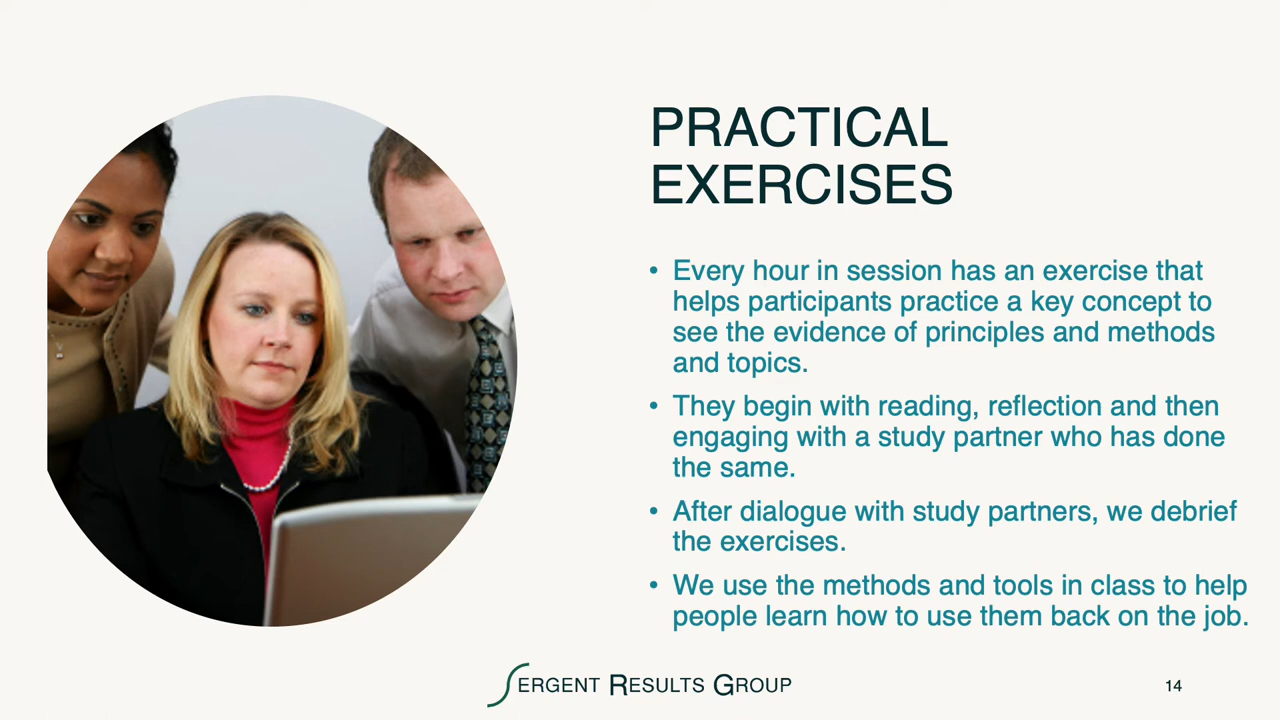 PRACTICAL
EXERCISES
• Every hour in session has an exercise that
helps participants practice a key concept to
see the evidence of principles and methods
and topics.
• They begin with reading, reflection and then
engaging with a study partner who has done
the same.
• After dialogue with study partners, we debrief
the exercises.
• We use the methods and tools in class to help
people learn how to use them back on the job.
SERGENT RESULTS GROUP
14